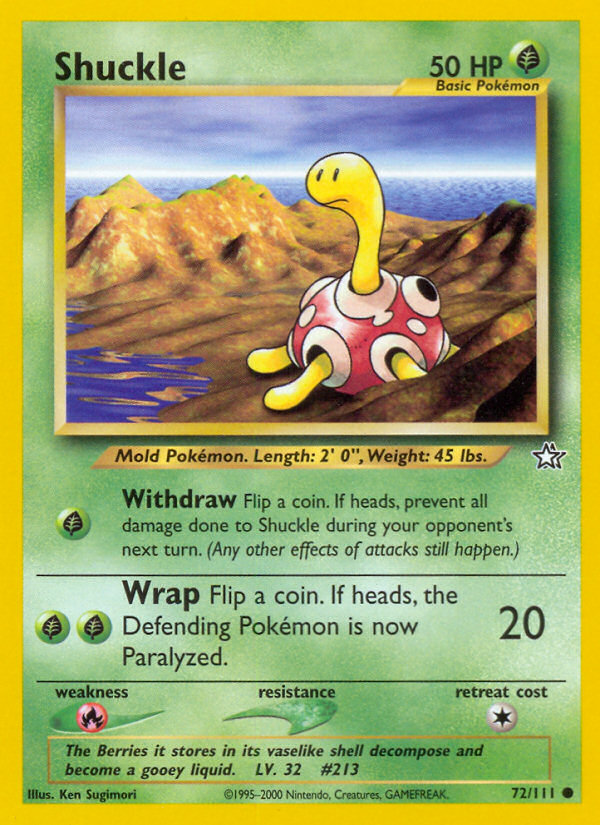 Shuckle
50 HP
Basic Pokémon
Mold Pokémon. Length: 2' 0", Weight: 45 lbs.
Withdraw Flip a coin. If heads, prevent all
damage done to Shuckle during your opponent's
next turn. (Any other effects of attacks still happen.)
Wrap Flip a coin. If heads, the
Defending Pokémon is now
Paralyzed.
20
weakness
resistance
retreat cost
The Berries it stores in its vaselike shell decompose and
become a gooey liquid. LV. 32 #213
Illus. Ken Sugimori
©1995–2000 Nintendo, Creatures, GAMEFREAK.
72/111